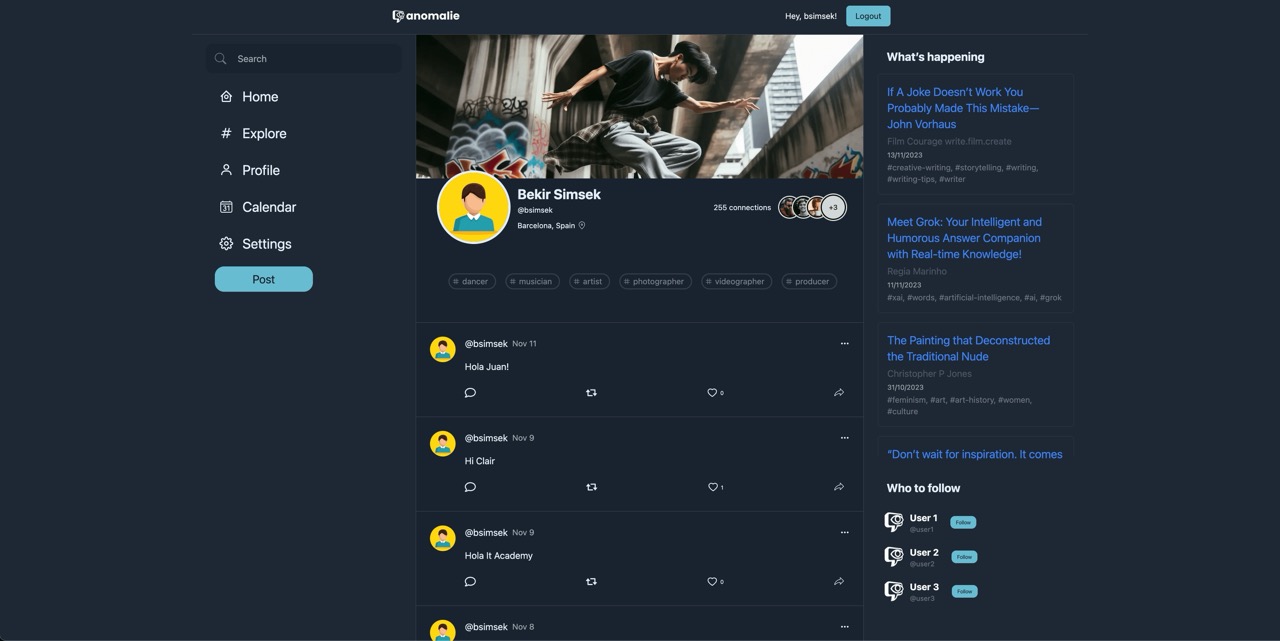 anomalie
Hey, bsimsek!
Logout
Search
Home
Explore
Profile
31
Calendar
Settings
Post
Bekir Simsek
@bsimsek
Barcelona, Spain
255 connections
+3
# dancer
# musician
# artist
# photographer
# videographer
# producer
@bsimsek Nov 11
Hola Juan!
0
@bsimsek Nov 9
Hi Clair
1
@bsimsek Nov 9
Hola It Academy
0
@bsimsek Nov 8
What's happening
If A Joke Doesn't Work You
Probably Made This Mistake—
John Vorhaus
Film Courage write.film.create
13/11/2023
#creative-writing, #storytelling, #writing,
#writing-tips, #writer
Meet Grok: Your Intelligent and
Humorous Answer Companion
with Real-time Knowledge!
Regia Marinho
11/11/2023
#xai, #words, #artificial-intelligence, #ai, #grok
The Painting that Deconstructed
the Traditional Nude
Christopher P Jones
31/10/2023
#feminism, #art, #art-history, #women,
#culture
“Don't wait for inspiration. It comes
Who to follow
User 1
@user1
Follow
User 2
@user2
Follow
User 3
@user3
Follow